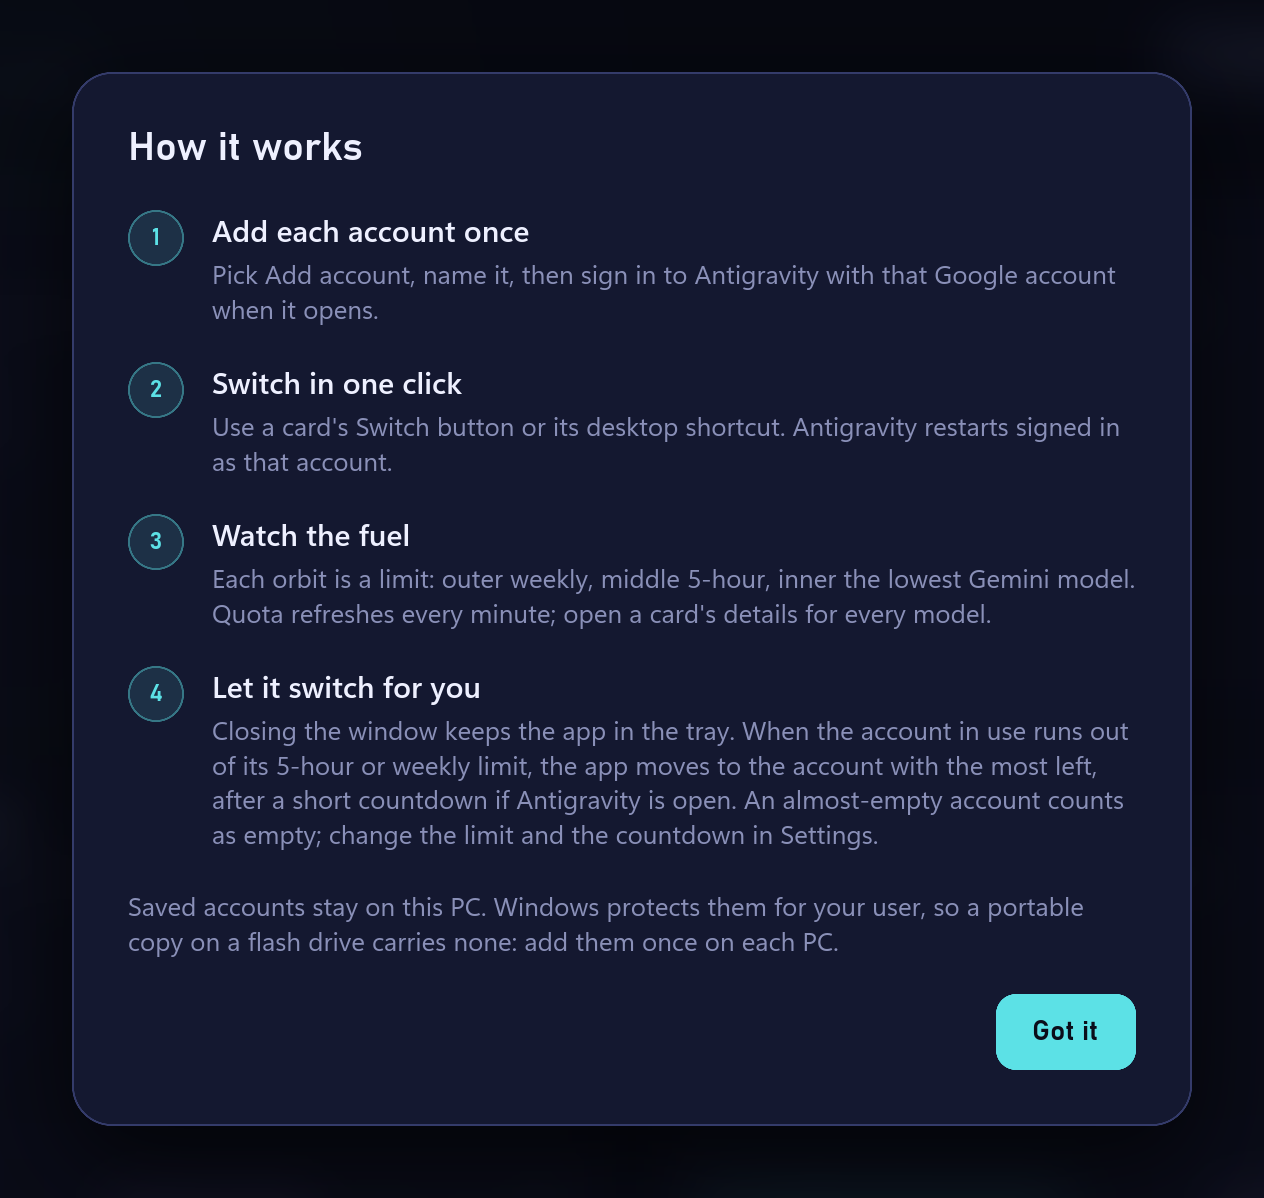 How it works
1
Add each account once
Pick Add account, name it, then sign in to Antigravity with that Google account
when it opens.
2
Switch in one click
Use a card's Switch button or its desktop shortcut. Antigravity restarts signed in
as that account.
3
Watch the fuel
Each orbit is a limit: outer weekly, middle 5-hour, inner the lowest Gemini model.
Quota refreshes every minute; open a card's details for every model.
4
Let it switch for you
Closing the window keeps the app in the tray. When the account in use runs out
of its 5-hour or weekly limit, the app moves to the account with the most left,
after a short countdown if Antigravity is open. An almost-empty account counts
as empty; change the limit and the countdown in Settings.
Saved accounts stay on this PC. Windows protects them for your user, so a portable
copy on a flash drive carries none: add them once on each PC.
Got it